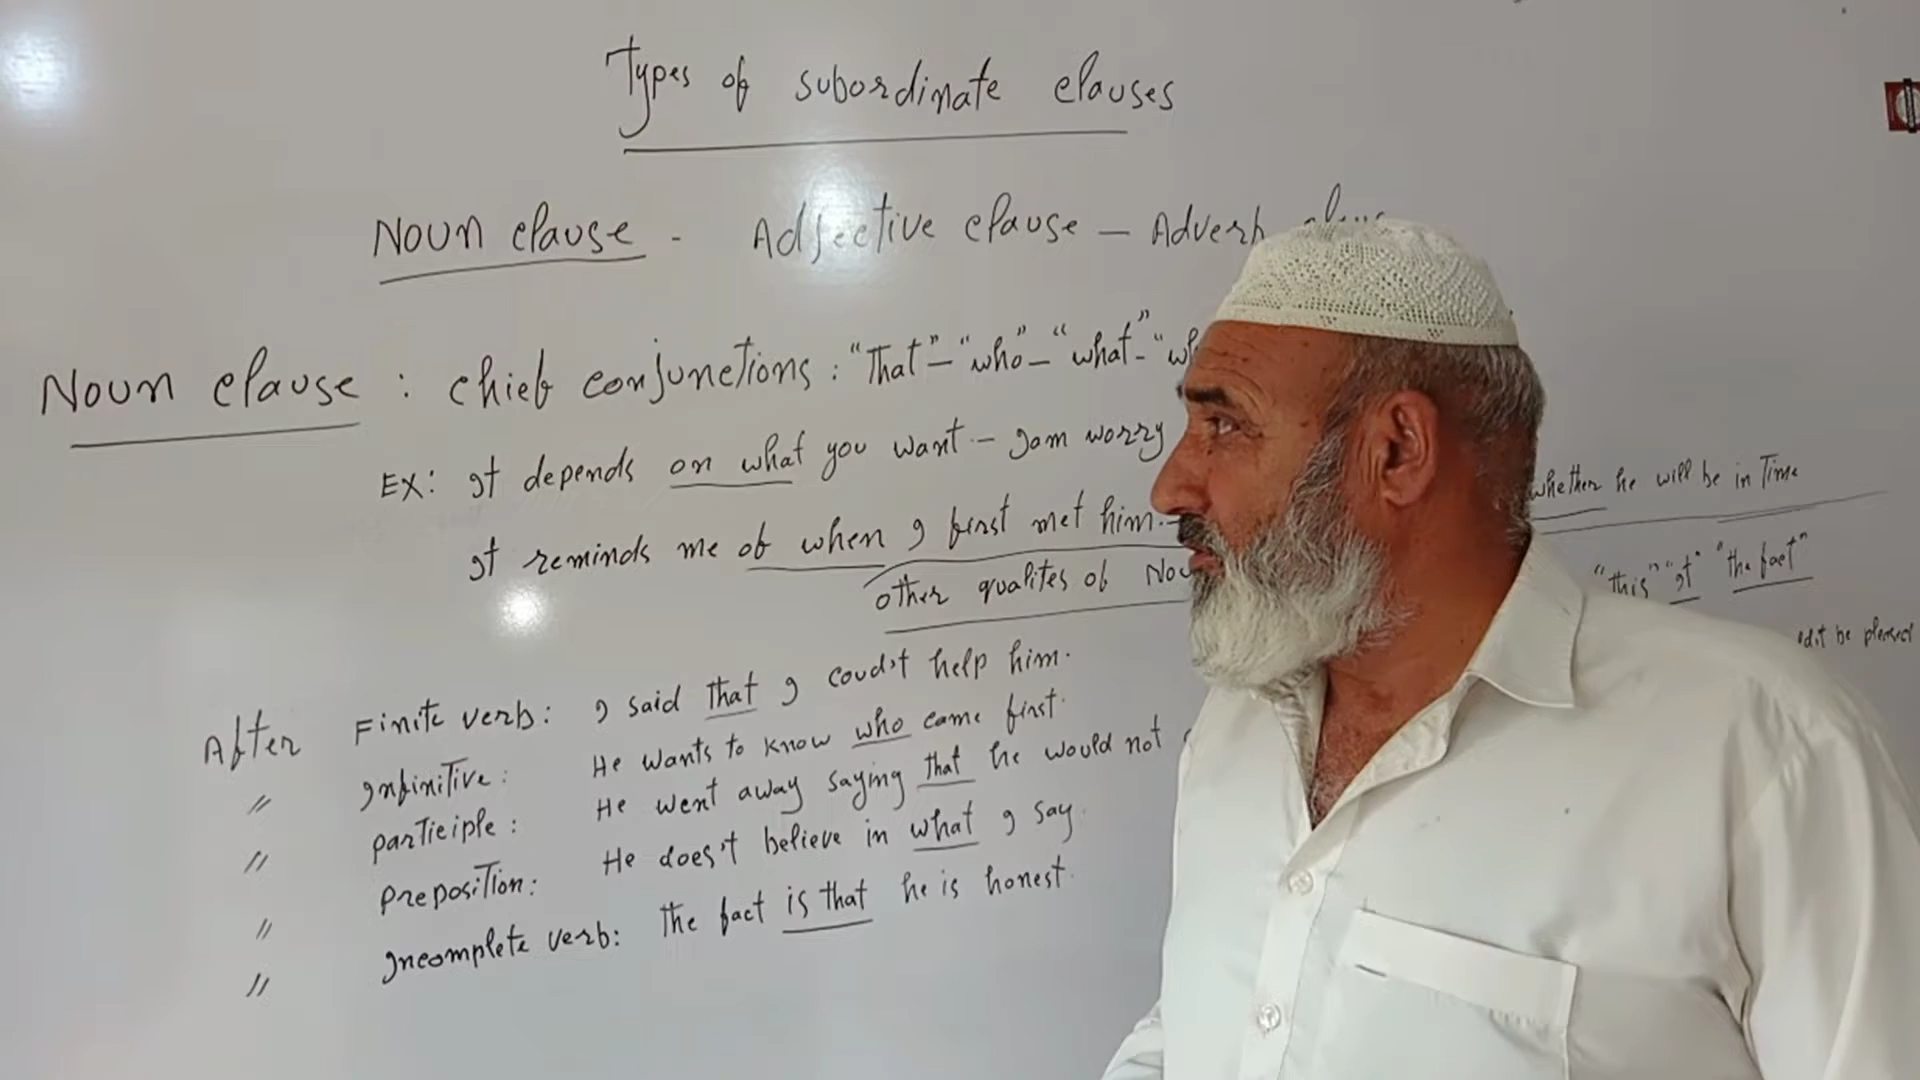 Types of subordinate clauses
Noun clause - Adjective clause – Adverb
Noun clause : chief conjunctions : "That" – "who" – "what" –
EX: It depends on what you want – I am worry whether he will be in Time
It reminds me of when I first met him. – "this" "It" "the fact"
other qualites of
be pleased
After Finite verb: I said that I coud't help him.
" Infinitive: He wants to know who came first.
" participle: He went away saying that he would not
" preposition: He does't believe in what I say.
" Incomplete verb: The fact is that he is honest.